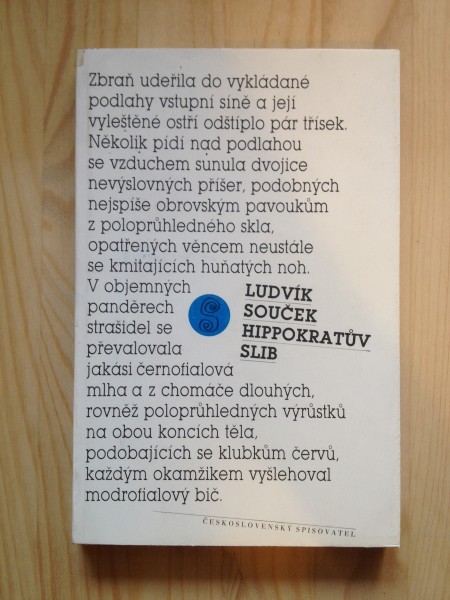 Zbraň udeřila do vykládané
podlahy vstupní síně a její
vyleštěné ostří odštíplo pár třísek.
Několik pídí nad podlahou
se vzduchem sunula dvojice
nevýslovných příšer, podobných
nejspíše obrovským pavoukům
z poloprůhledného skla,
opatřených věncem neustále
se kmitajících huňatých noh.
V objemných
panděrech
strašidel se
převalovala
jakási černofialová
mlha a z chomáče dlouhých,
rovněž poloprůhledných výrůstků
na obou koncích těla,
podobajících se klubkům červů,
každým okamžikem vyšlehoval
modrofialový bič.
S
LUDVÍK
SOUČEK
HIPPOKRATŮV
SLIB
ČESKOSLOVENSKÝ SPISOVATEL